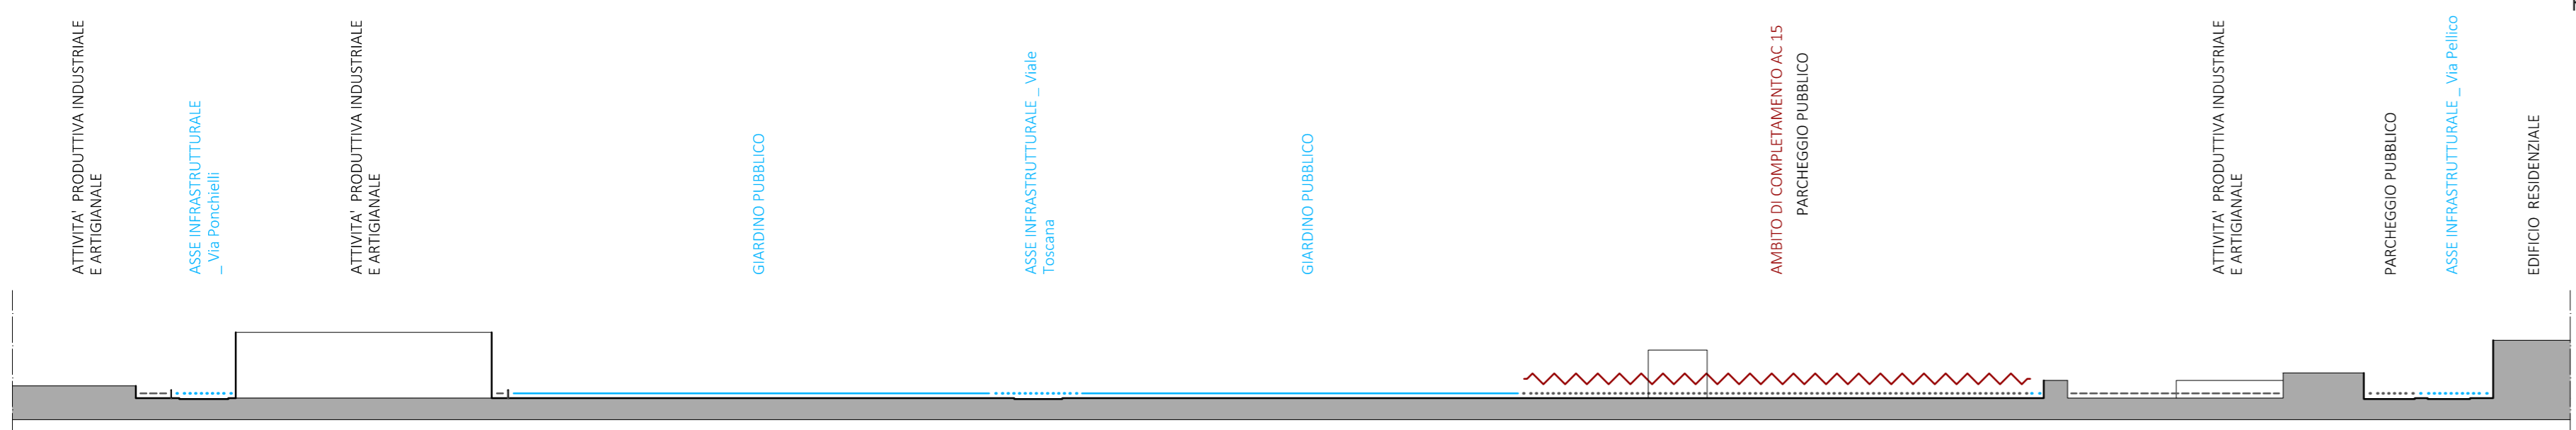 ATTIVITA' PRODUTTIVA INDUSTRIALE
E ARTIGIANALE
ASSE INFRASTRUTTURALE
_ Via Ponchielli
ATTIVITA' PRODUTTIVA INDUSTRIALE
E ARTIGIANALE
GIARDINO PUBBLICO
ASSE INFRASTRUTTURALE _ Viale
Toscana
GIARDINO PUBBLICO
AMBITO DI COMPLETAMENTO AC 15
PARCHEGGIO PUBBLICO
ATTIVITA' PRODUTTIVA INDUSTRIALE
E ARTIGIANALE
PARCHEGGIO PUBBLICO
ASSE INFRASTRUTTURALE _ Via Pellico
EDIFICIO RESIDENZIALE